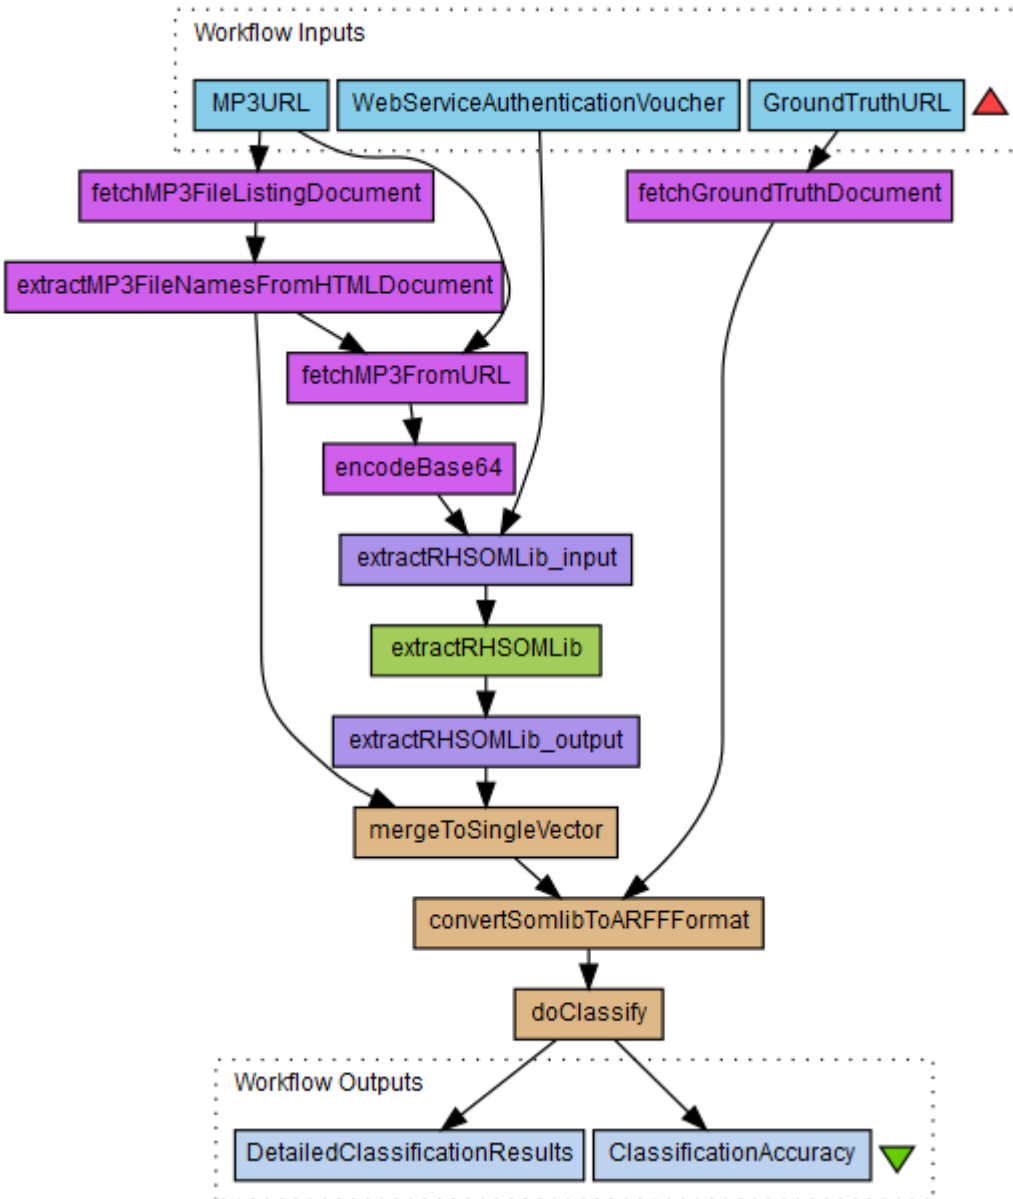 Workflow Inputs
MP3URL
WebServiceAuthenticationVoucher
GroundTruthURL
fetchMP3FileListingDocument
fetchGroundTruthDocument
extractMP3FileNamesFromHTMLDocument
fetchMP3FromURL
encodeBase64
extractRHSOMLib_input
extractRHSOMLib
extractRHSOMLib_output
mergeToSingleVector
convertSomlibToARFFFormat
doClassify
Workflow Outputs
DetailedClassificationResults
ClassificationAccuracy